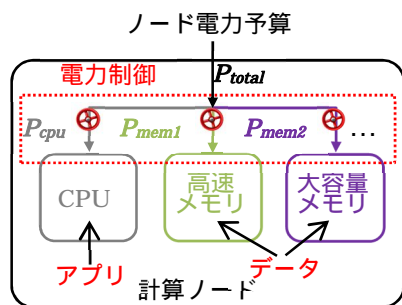 ノード電力予算
電力制御
P_total
P_cpu
P_mem1
P_mem2
...
CPU
高速
メモリ
大容量
メモリ
アプリ
データ
計算ノード